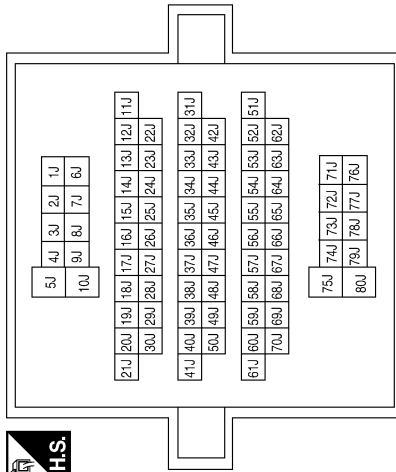 H.S.
5J 4J 3J 2J 1J
10J 9J 8J 7J 6J
21J 20J 19J 18J 17J 16J 15J 14J 13J 12J 11J
30J 29J 28J 27J 26J 25J 24J 23J 22J
41J 40J 39J 38J 37J 36J 35J 34J 33J 32J 31J
50J 49J 48J 47J 46J 45J 44J 43J 42J
61J 60J 59J 58J 57J 56J 55J 54J 53J 52J 51J
70J 69J 68J 67J 66J 65J 64J 63J 62J
75J 74J 73J 72J 71J
80J 79J 78J 77J 76J